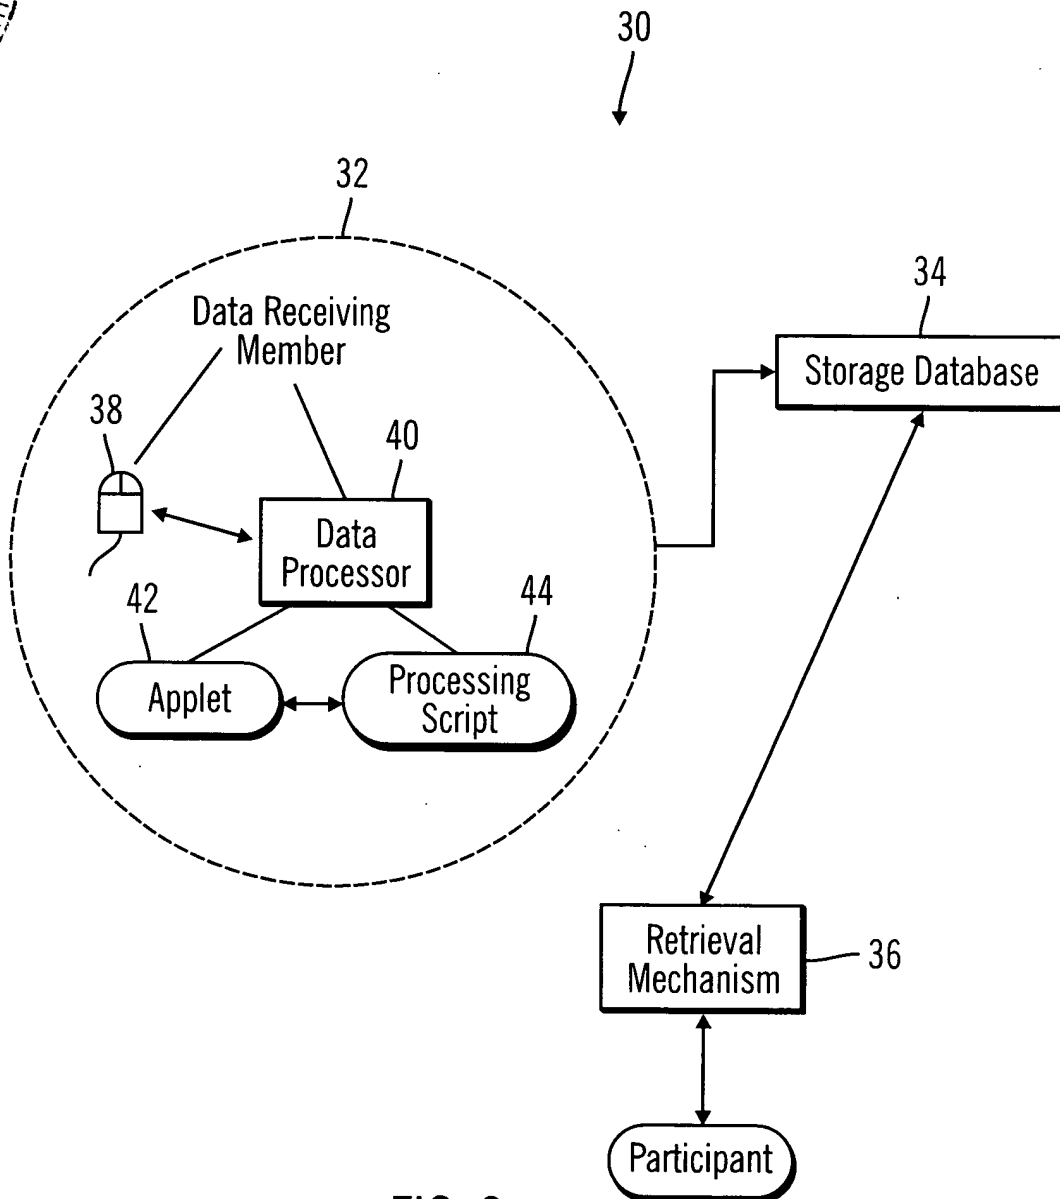 30
32
Data Receiving
Member
34
Storage Database
38
40
Data
Processor
42
44
Applet
Processing
Script
Retrieval
Mechanism
36
Participant